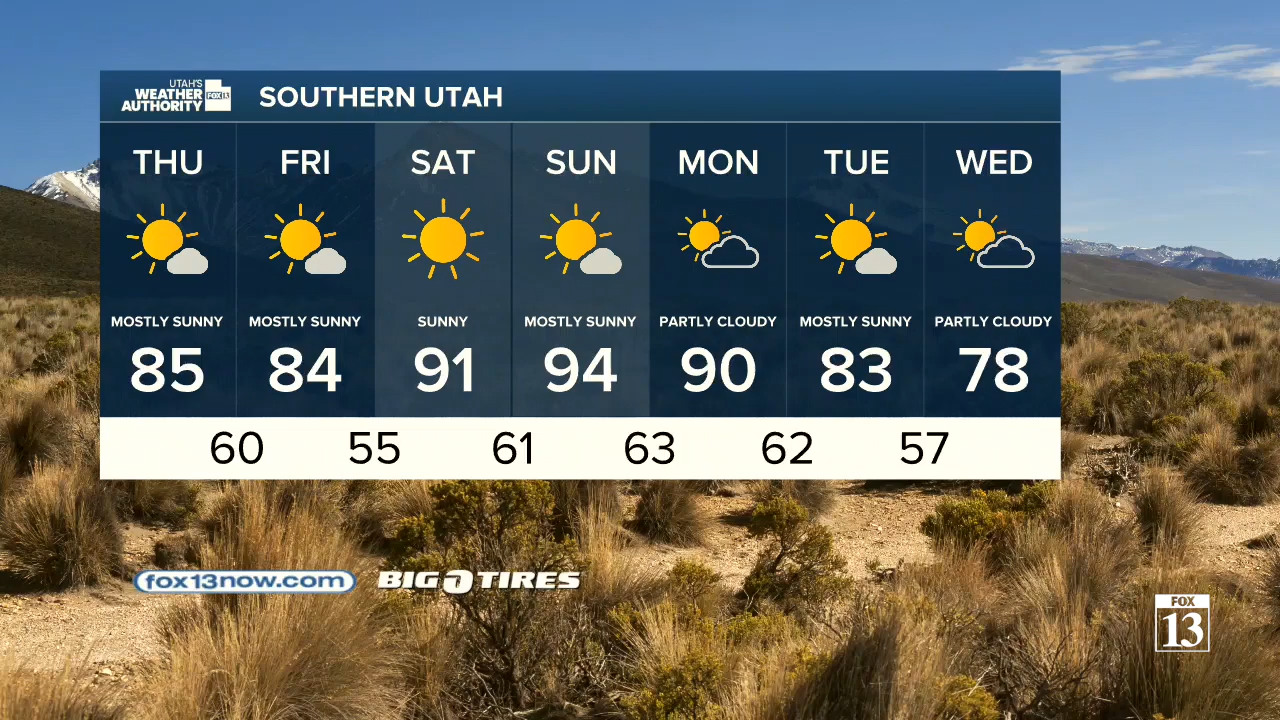 UTAH'S
WEATHER
AUTHORITY
FOX 13
SOUTHERN UTAH
THU FRI SAT SUN MON TUE WED
MOSTLY SUNNY MOSTLY SUNNY SUNNY MOSTLY SUNNY PARTLY CLOUDY MOSTLY SUNNY PARTLY CLOUDY
85 84 91 94 90 83 78
60 55 61 63 62 57
fox13now.com BIG O TIRES
FOX
13